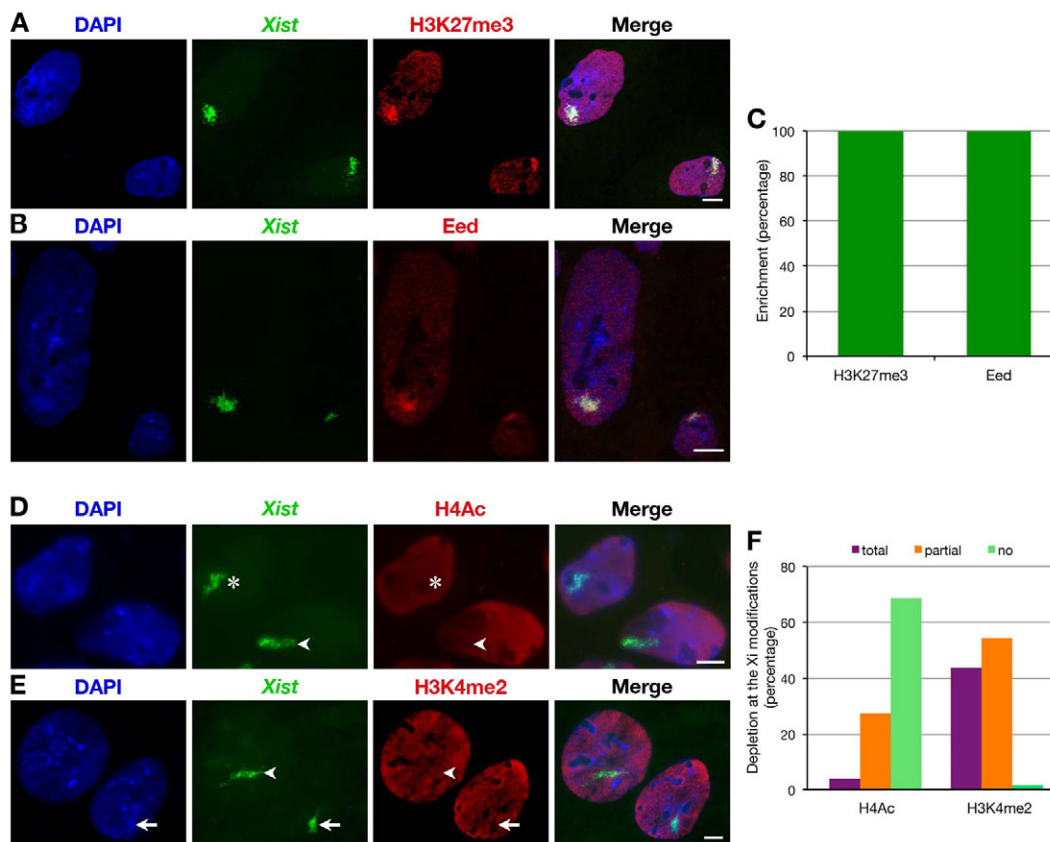 A
DAPI Xist H3K27me3 Merge
B
DAPI Xist Eed Merge
C
Enrichment (percentage)
100
80
60
40
20
0
H3K27me3 Eed
D
DAPI Xist H4Ac Merge
* *
E
DAPI Xist H3K4me2 Merge
F
total partial no
Depletion at the Xi modifications
(percentage)
80
60
40
20
0
H4Ac H3K4me2